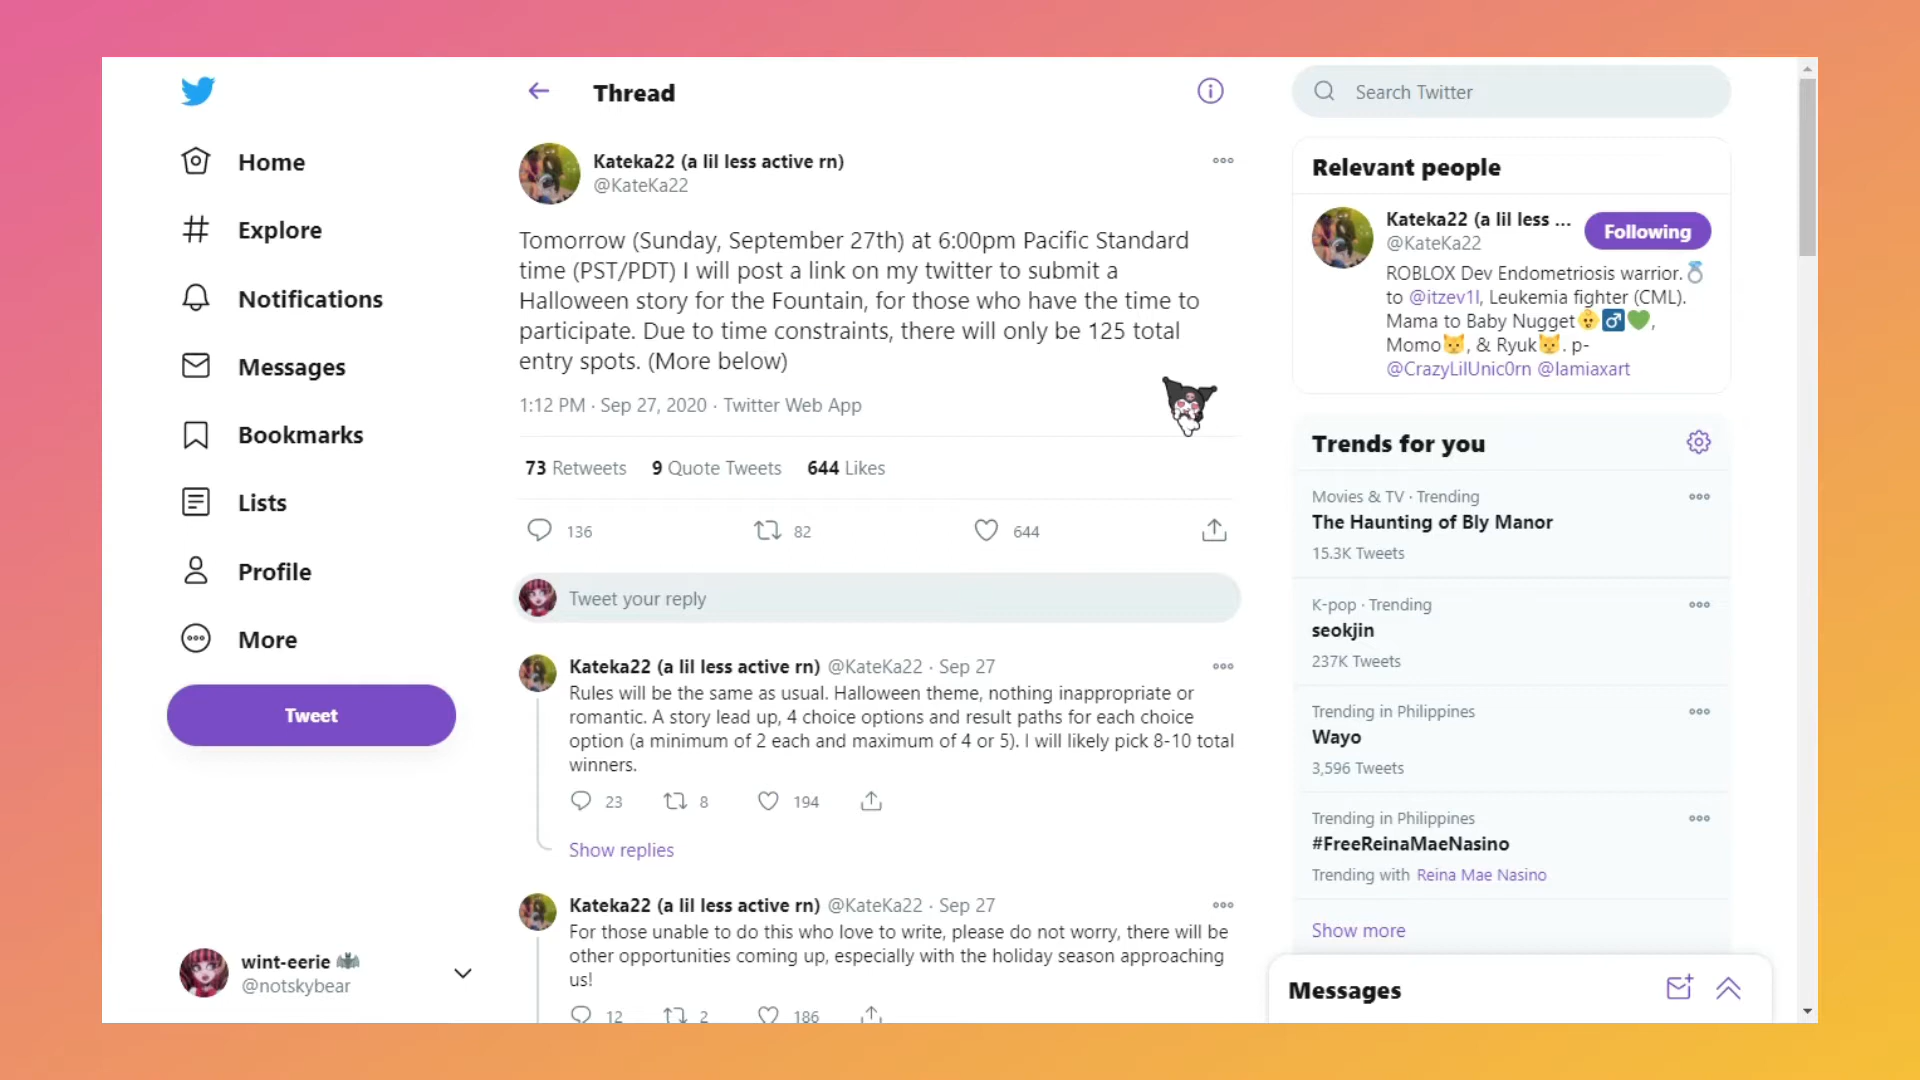 Home
Explore
Notifications
Messages
Bookmarks
Lists
Profile
More
Tweet
wint-eerie
@notskybear
Thread
Kateka22 (a lil less active rn)
@KateKa22
Tomorrow (Sunday, September 27th) at 6:00pm Pacific Standard
time (PST/PDT) I will post a link on my twitter to submit a
Halloween story for the Fountain, for those who have the time to
participate. Due to time constraints, there will only be 125 total
entry spots. (More below)
1:12 PM · Sep 27, 2020 · Twitter Web App
73 Retweets 9 Quote Tweets 644 Likes
136 82 644
Tweet your reply
Kateka22 (a lil less active rn) @KateKa22 · Sep 27
Rules will be the same as usual. Halloween theme, nothing inappropriate or
romantic. A story lead up, 4 choice options and result paths for each choice
option (a minimum of 2 each and maximum of 4 or 5). I will likely pick 8-10 total
winners.
23 8 194
Show replies
Kateka22 (a lil less active rn) @KateKa22 · Sep 27
For those unable to do this who love to write, please do not worry, there will be
other opportunities coming up, especially with the holiday season approaching
us!
12 2 186
Search Twitter
Relevant people
Kateka22 (a lil less ...
@KateKa22
Following
ROBLOX Dev Endometriosis warrior.
to @itzev1l, Leukemia fighter (CML).
Mama to Baby Nugget ,
Momo , & Ryuk . p-
@CrazyLilUnic0rn @Iamiaxart
Trends for you
Movies & TV · Trending
The Haunting of Bly Manor
15.3K Tweets
K-pop · Trending
seokjin
237K Tweets
Trending in Philippines
Wayo
3,596 Tweets
Trending in Philippines
#FreeReinaMaeNasino
Trending with Reina Mae Nasino
Show more
Messages